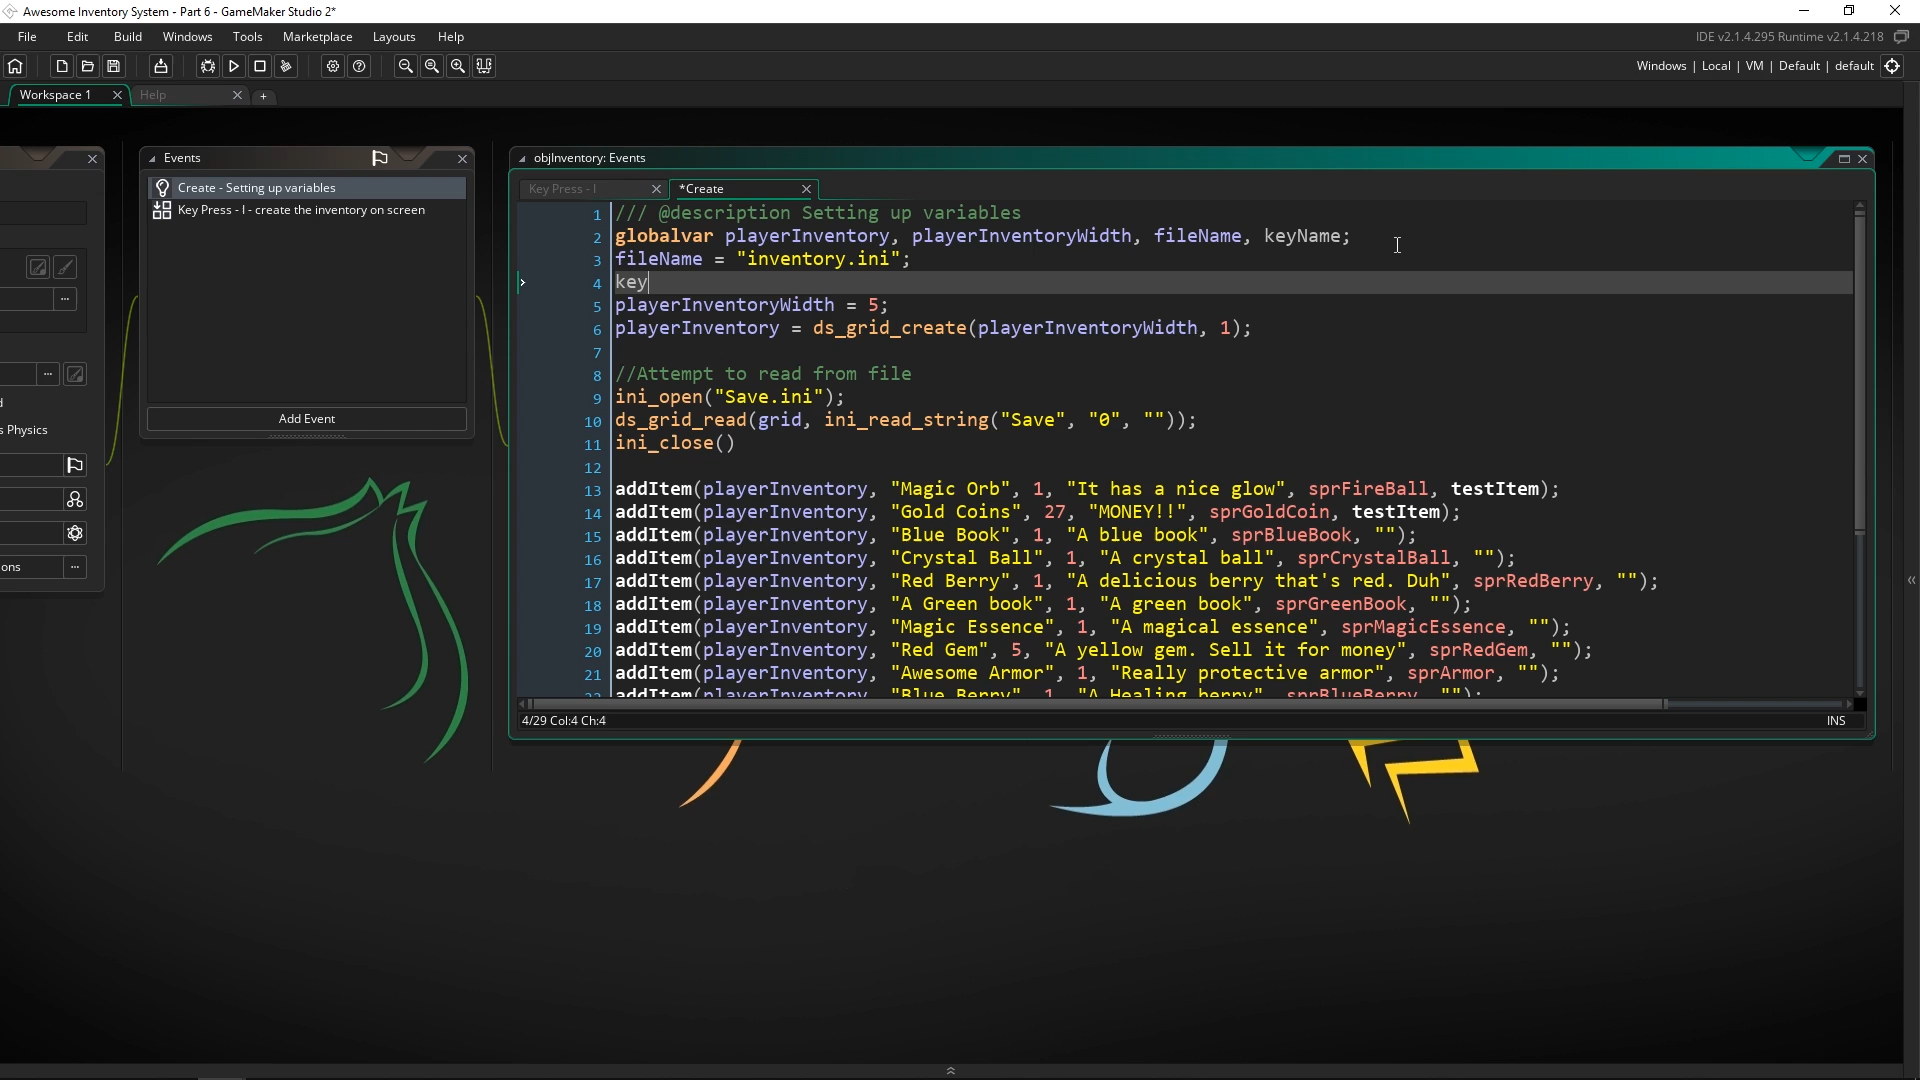 Awesome Inventory System - Part 6 - GameMaker Studio 2*
File Edit Build Windows Tools Marketplace Layouts Help
IDE v2.1.4.295 Runtime v2.1.4.218
Windows | Local | VM | Default | default
Workspace 1
Help
+
Events
objInventory: Events
Create - Setting up variables
Key Press - I - create the inventory on screen
Add Event
d
s Physics
ons
Key Press - I
*Create
1 /// @description Setting up variables
2 globalvar playerInventory, playerInventoryWidth, fileName, keyName;
3 fileName = "inventory.ini";
4 key
5 playerInventoryWidth = 5;
6 playerInventory = ds_grid_create(playerInventoryWidth, 1);
7
8 //Attempt to read from file
9 ini_open("Save.ini");
10 ds_grid_read(grid, ini_read_string("Save", "0", ""));
11 ini_close()
12
13 addItem(playerInventory, "Magic Orb", 1, "It has a nice glow", sprFireBall, testItem);
14 addItem(playerInventory, "Gold Coins", 27, "MONEY!!", sprGoldCoin, testItem);
15 addItem(playerInventory, "Blue Book", 1, "A blue book", sprBlueBook, "");
16 addItem(playerInventory, "Crystal Ball", 1, "A crystal ball", sprCrystalBall, "");
17 addItem(playerInventory, "Red Berry", 1, "A delicious berry that's red. Duh", sprRedBerry, "");
18 addItem(playerInventory, "A Green book", 1, "A green book", sprGreenBook, "");
19 addItem(playerInventory, "Magic Essence", 1, "A magical essence", sprMagicEssence, "");
20 addItem(playerInventory, "Red Gem", 5, "A yellow gem. Sell it for money", sprRedGem, "");
21 addItem(playerInventory, "Awesome Armor", 1, "Really protective armor", sprArmor, "");
22 addItem(playerInventory, "Blue Berry", 1, "A Healing berry", sprBlueBerry, "");
4/29 Col:4 Ch:4
INS